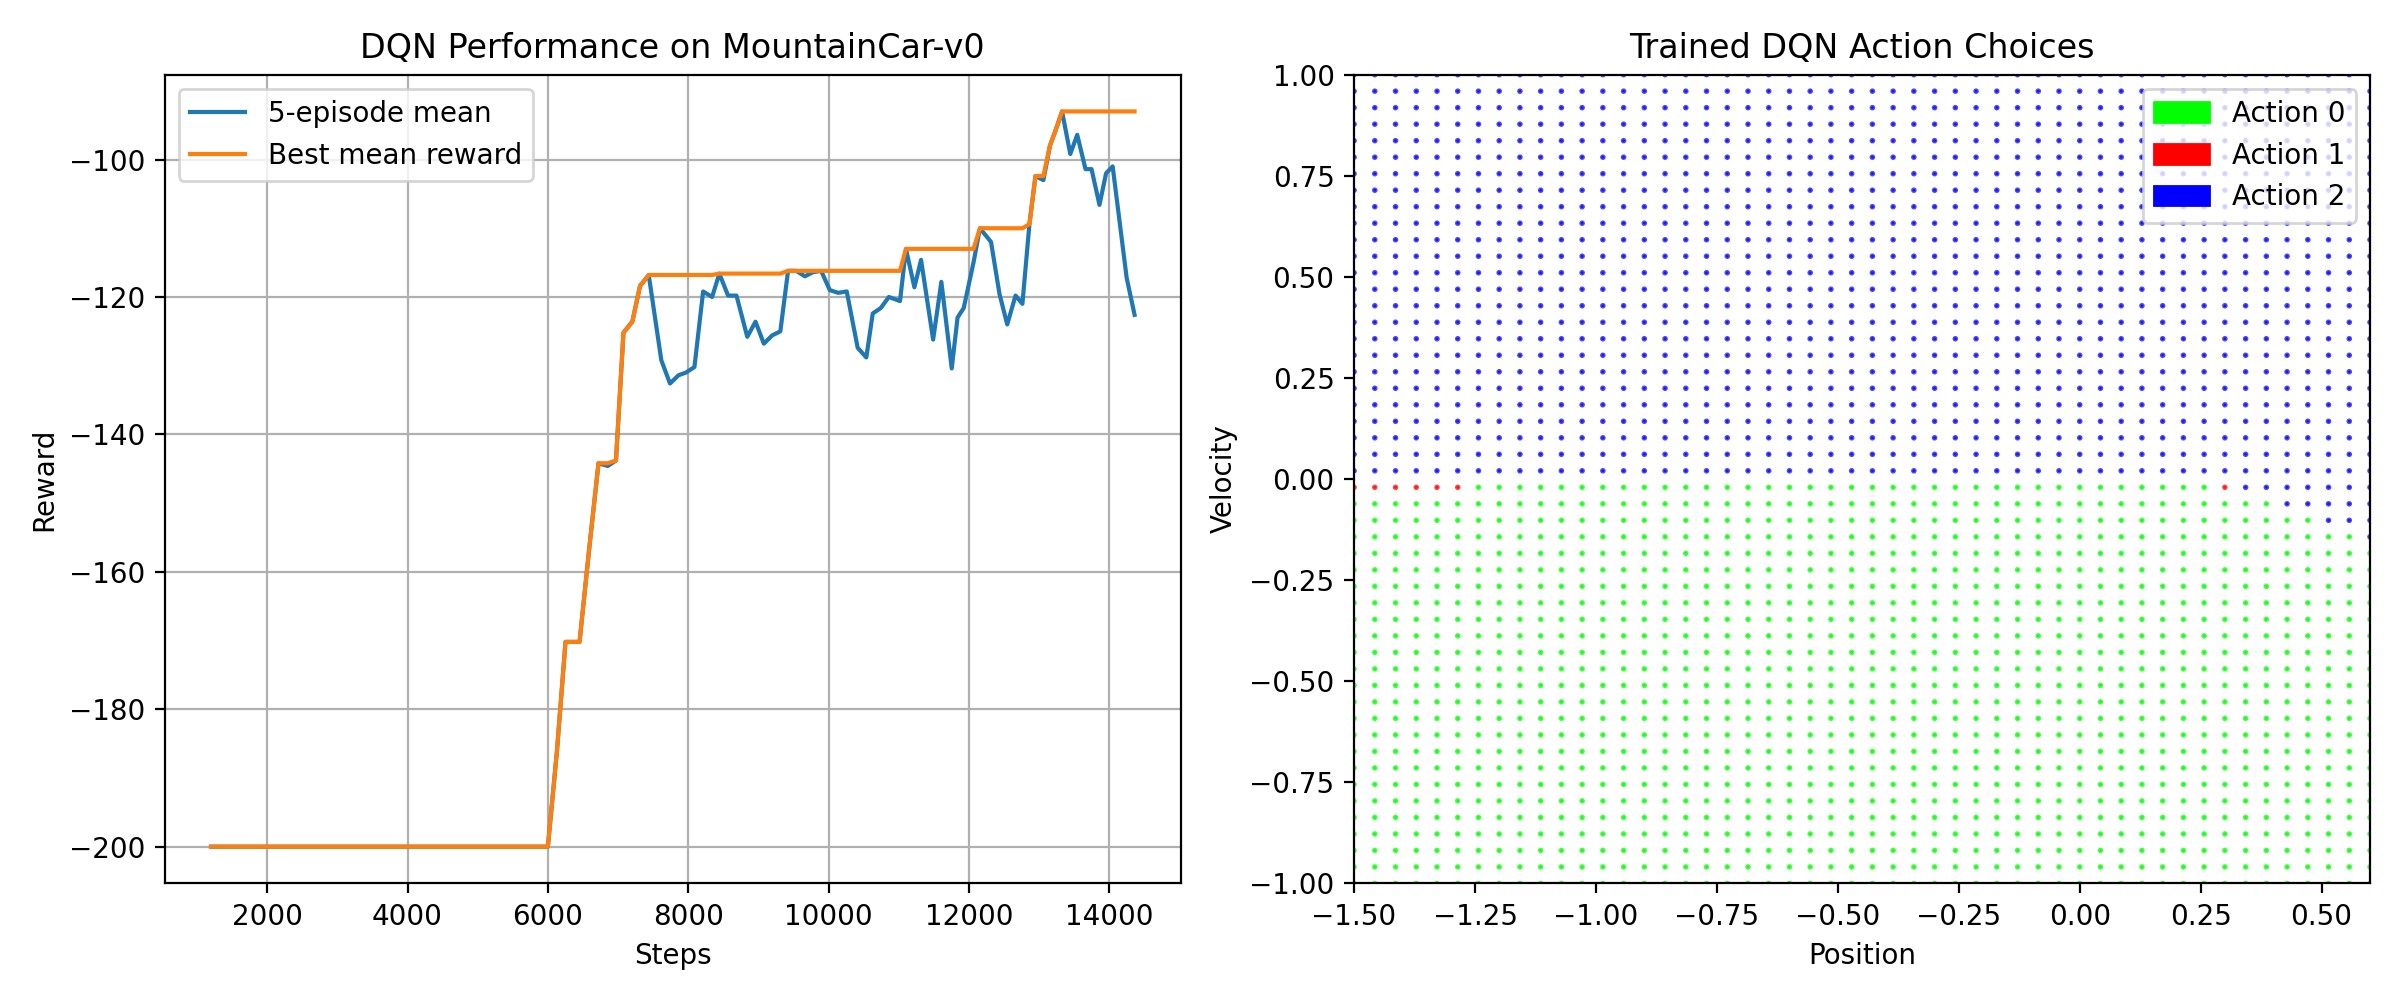 DQN Performance on MountainCar-v0
5-episode mean
Best mean reward
−100
−120
−140
−160
−180
−200
Reward
2000 4000 6000 8000 10000 12000 14000
Steps
Trained DQN Action Choices
Action 0
Action 1
Action 2
1.00
0.75
0.50
0.25
0.00
−0.25
−0.50
−0.75
−1.00
Velocity
−1.50 −1.25 −1.00 −0.75 −0.50 −0.25 0.00 0.25 0.50
Position